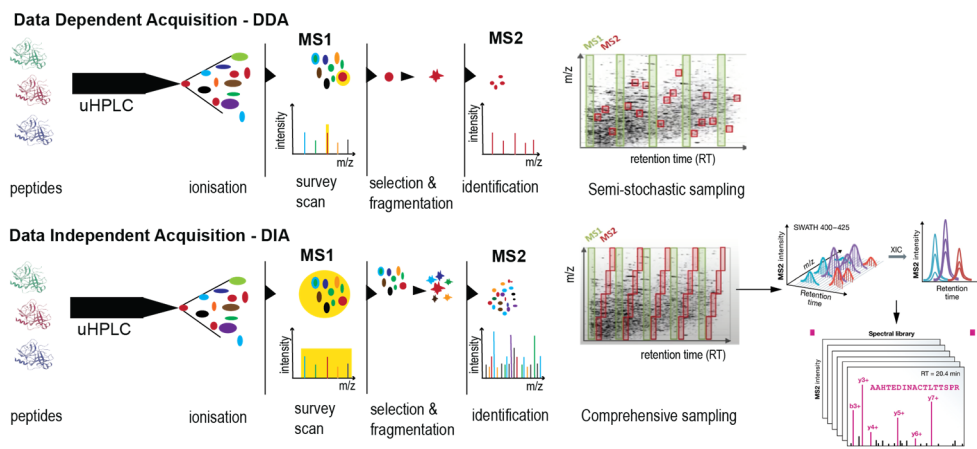 Data Dependent Acquisition - DDA
MS1
MS2
MS1
MS2
uHPLC
intensity
m/z
intensity
m/z
m/z
retention time (RT)
peptides
ionisation
survey
scan
selection &
fragmentation
identification
Semi-stochastic sampling
Data Independent Acquisition - DIA
MS1
MS2
MS1
MS2
uHPLC
intensity
m/z
intensity
m/z
m/z
retention time (RT)
peptides
ionisation
survey
scan
selection &
fragmentation
identification
Comprehensive sampling
SWATH 400–425
MS2 intensity
m/z
Retention
time
XIC
MS2 intensity
Retention
time
Spectral library
MS2 intensity
RT = 20.4 min
AAHTEDINACTLTTSPR
b3+
y3+
y4+
y5+
y6+
y7+